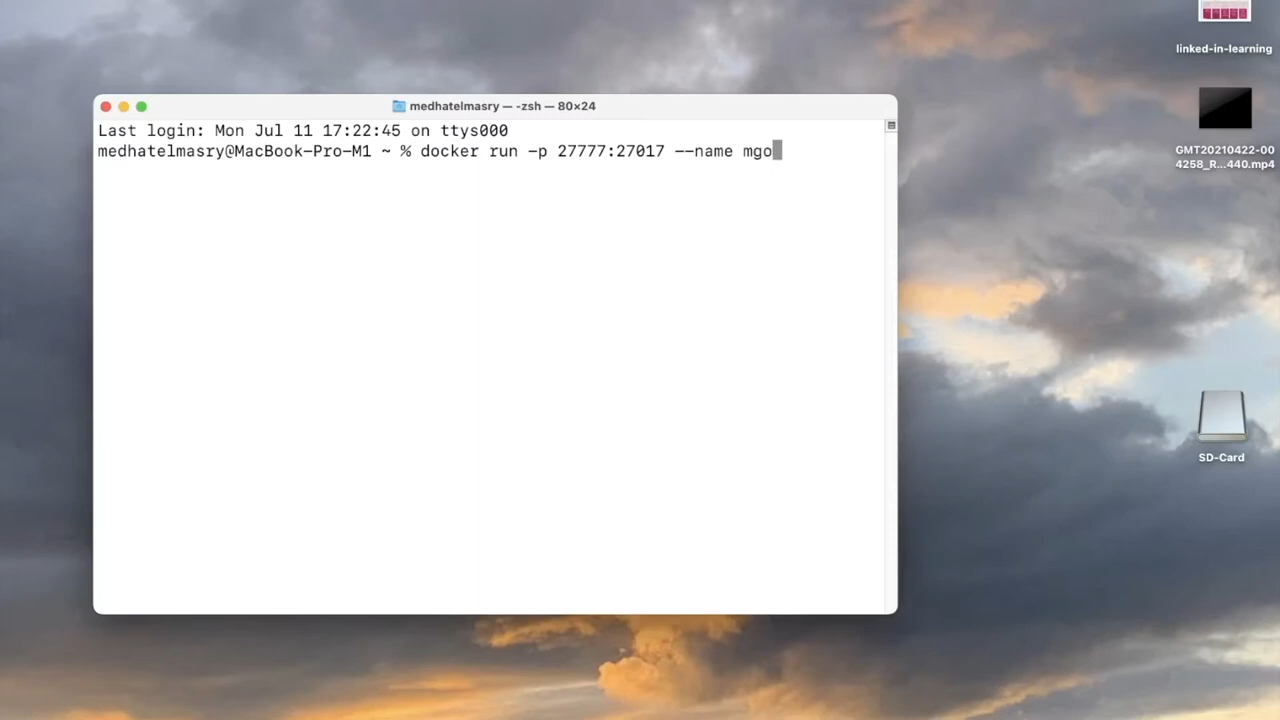 linked-in-learning
medhatelmasry — -zsh — 80×24
Last login: Mon Jul 11 17:22:45 on ttys000
medhatelmasry@MacBook-Pro-M1 ~ % docker run -p 27777:27017 --name mgo
GMT20210422-00
4258_R...440.mp4
SD-Card